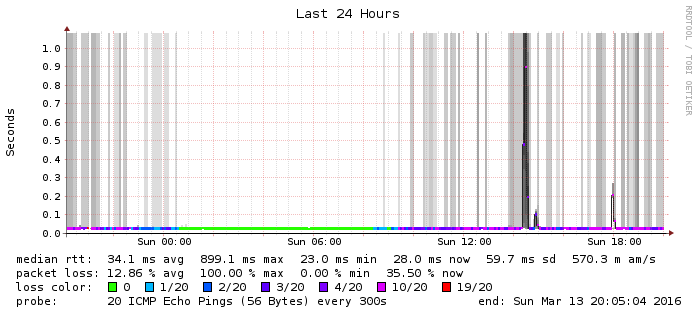 Last 24 Hours
RRDTOOL / TOBI OETIKER
Seconds
1.0
0.9
0.8
0.7
0.6
0.5
0.4
0.3
0.2
0.1
0.0
Sun 00:00 Sun 06:00 Sun 12:00 Sun 18:00
median rtt: 34.1 ms avg 899.1 ms max 23.0 ms min 28.0 ms now 59.7 ms sd 570.3 m am/s
packet loss: 12.86 % avg 100.00 % max 0.00 % min 35.50 % now
loss color: 0 1/20 2/20 3/20 4/20 10/20 19/20
probe: 20 ICMP Echo Pings (56 Bytes) every 300s end: Sun Mar 13 20:05:04 2016